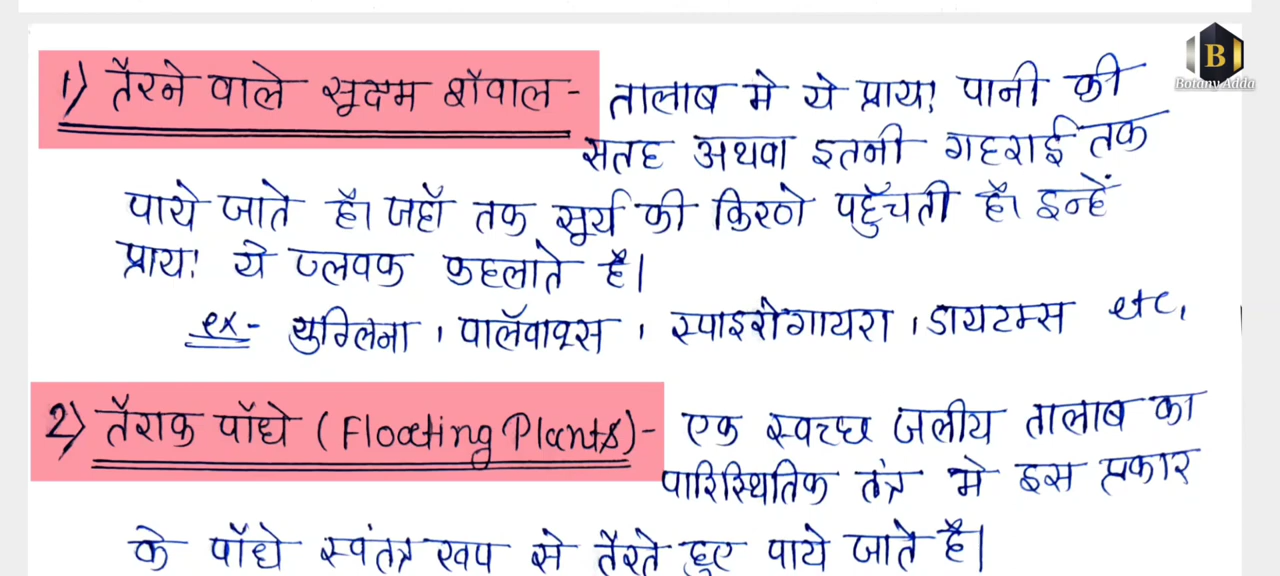 B
Botany Adda
1) तैरने वाले सूक्ष्म शैवाल - तालाब मे ये प्राय! पानी की
सतह अथवा इतनी गहराई तक
पाये जाते है। जहाँ तक सूर्य की किरणे पहुँचती है। इन्हें
प्राय! ये प्लवक कहलाते है।
ex - युग्लिना, वालॅवाक्स, स्पाइरोगायरा, डायटम्स etc,
2) तैराक पौधे (Floating Plants) - एक स्वच्छ जलीय तालाब का
पारिस्थितिक तंत्र मे इस प्रकार
के पौधे स्वंतत्र रूप से तैरते हुए पाये जाते है।